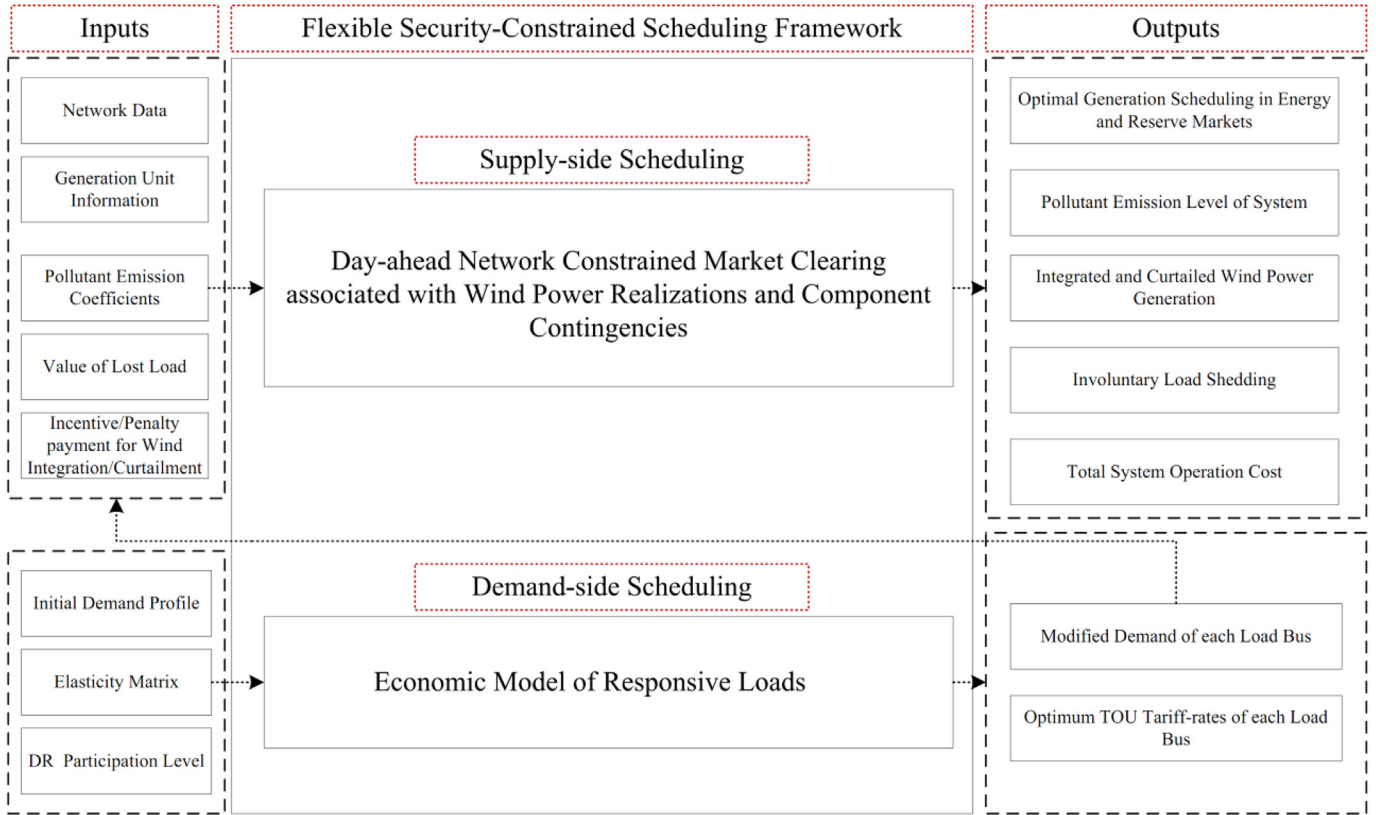 Inputs
Flexible Security-Constrained Scheduling Framework
Outputs
Network Data
Generation Unit
Information
Pollutant Emission
Coefficients
Value of Lost Load
Incentive/Penalty
payment for Wind
Integration/Curtailment
Supply-side Scheduling
Day-ahead Network Constrained Market Clearing
associated with Wind Power Realizations and Component
Contingencies
Optimal Generation Scheduling in Energy
and Reserve Markets
Pollutant Emission Level of System
Integrated and Curtailed Wind Power
Generation
Involuntary Load Shedding
Total System Operation Cost
Initial Demand Profile
Elasticity Matrix
DR Participation Level
Demand-side Scheduling
Economic Model of Responsive Loads
Modified Demand of each Load Bus
Optimum TOU Tariff-rates of each Load
Bus